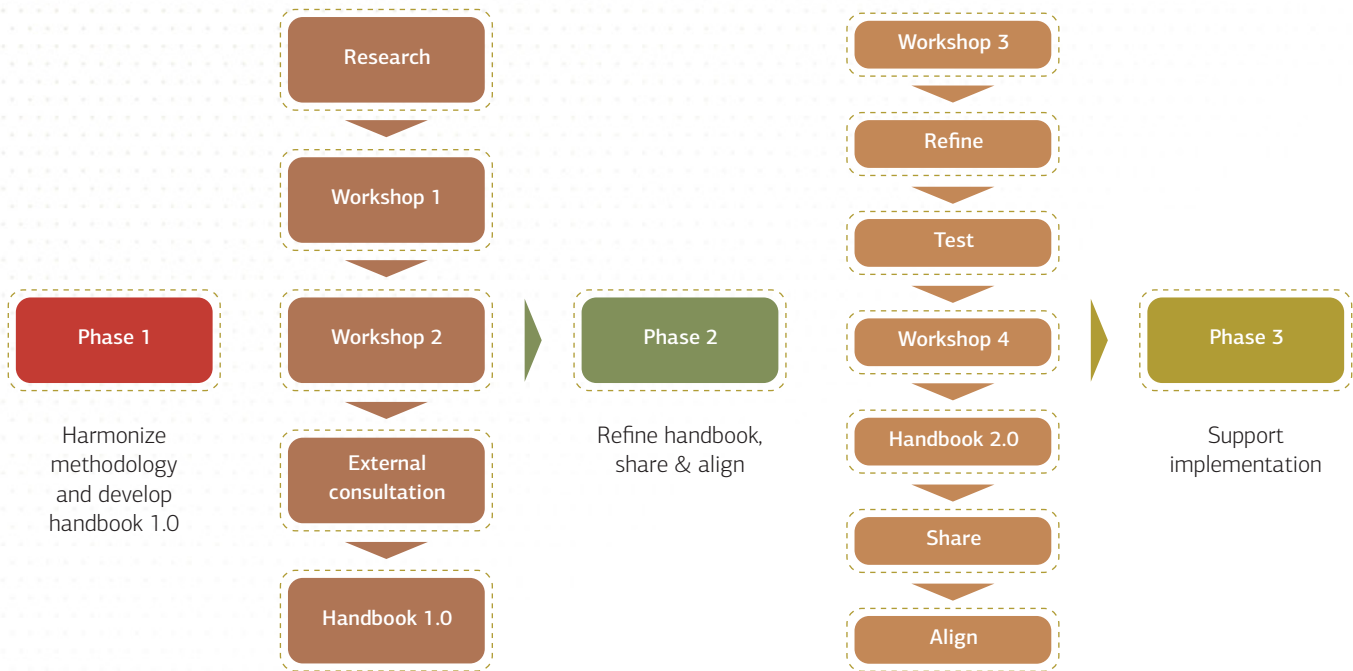 Phase 1
Harmonize
methodology
and develop
handbook 1.0
Research
Workshop 1
Workshop 2
External
consultation
Handbook 1.0
Phase 2
Refine handbook,
share & align
Workshop 3
Refine
Test
Workshop 4
Handbook 2.0
Share
Align
Phase 3
Support
implementation